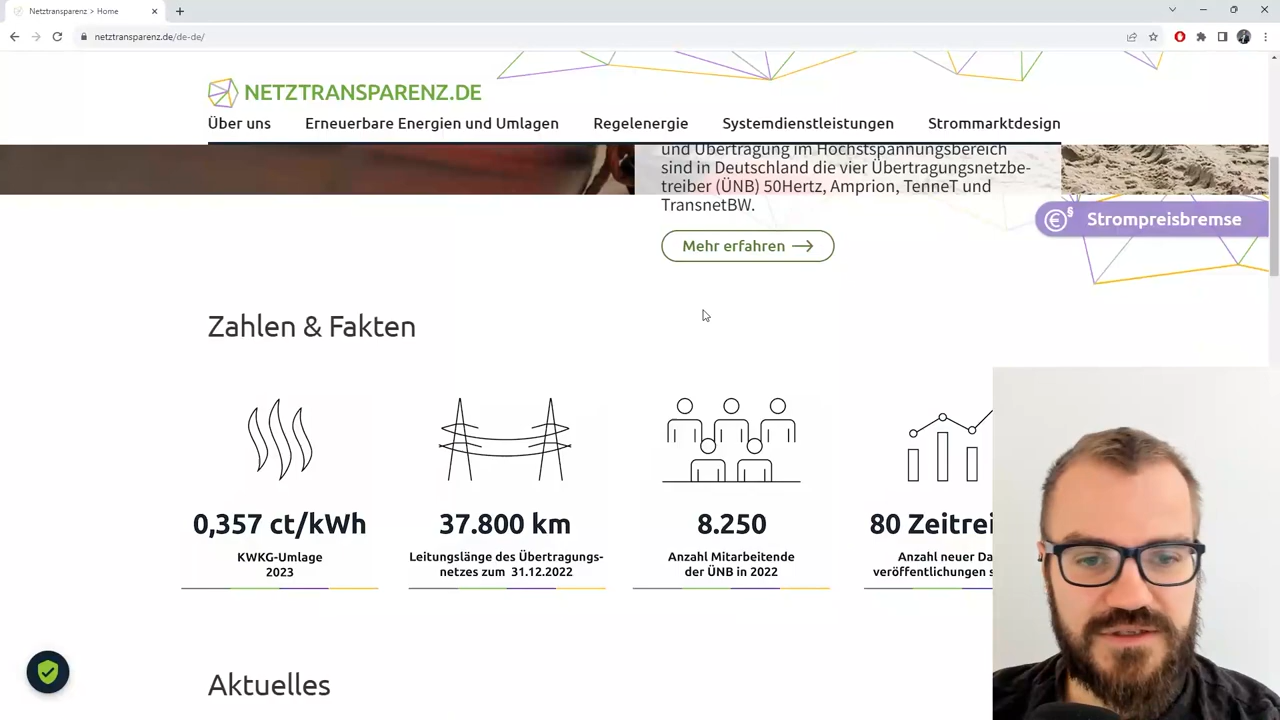 Netztransparenz > Home
netztransparenz.de/de-de/
NETZTRANSPARENZ.DE
Über uns
Erneuerbare Energien und Umlagen
Regelenergie
Systemdienstleistungen
Strommarktdesign
und Übertragung im Höchstspannungsbereich
sind in Deutschland die vier Übertragungsnetzbe-
treiber (ÜNB) 50Hertz, Amprion, TenneT und
TransnetBW.
€§ Strompreisbremse
Mehr erfahren
Zahlen & Fakten
0,357 ct/kWh
KWKG-Umlage
2023
37.800 km
Leitungslänge des Übertragungs-
netzes zum 31.12.2022
8.250
Anzahl Mitarbeitende
der ÜNB in 2022
80
Anzahl neuer
veröffentlichungen
Aktuelles